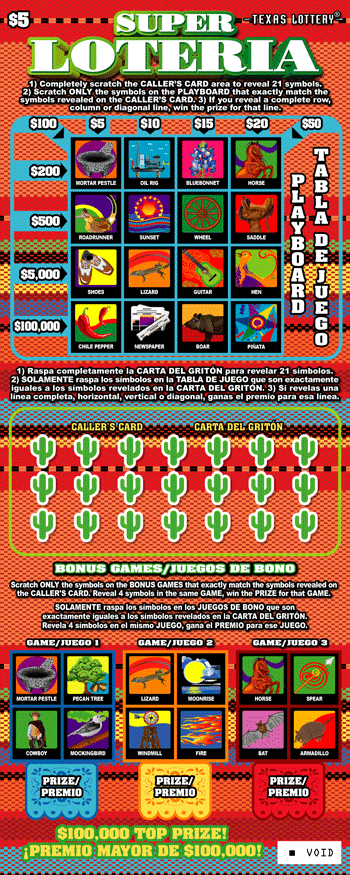 $5
SUPER
TEXAS LOTTERY®
LOTERIA
1) Completely scratch the CALLER'S CARD area to reveal 21 symbols.
2) Scratch ONLY the symbols on the PLAYBOARD that exactly match the
symbols revealed on the CALLER'S CARD. 3) If you reveal a complete row,
column or diagonal line, win the prize for that line.
$100 $5 $10 $15 $20 $50
$200
MORTAR PESTLE OIL RIG BLUEBONNET HORSE
$500
ROADRUNNER SUNSET WHEEL SADDLE
$5,000
SHOES LIZARD GUITAR HEN
$100,000
CHILE PEPPER NEWSPAPER BOAR PIÑATA
PLAYBOARD
TABLA DE JUEGO
1) Raspa completamente la CARTA DEL GRITÓN para revelar 21 símbolos.
2) SOLAMENTE raspa los símbolos en la TABLA DE JUEGO que son exactamente
iguales a los símbolos revelados en la CARTA DEL GRITÓN. 3) Si revelas una
línea completa, horizontal, vertical o diagonal, ganas el premio para esa línea.
CALLER'S CARD CARTA DEL GRITÓN
BONUS GAMES/JUEGOS DE BONO
Scratch ONLY the symbols on the BONUS GAMES that exactly match the symbols revealed on
the CALLER'S CARD. Reveal 4 symbols in the same GAME, win the PRIZE for that GAME.
SOLAMENTE raspa los símbolos en los JUEGOS DE BONO que son
exactamente iguales a los símbolos revelados en la CARTA DEL GRITÓN.
Revela 4 símbolos en el mismo JUEGO, gana el PREMIO para ese JUEGO.
GAME/JUEGO 1 GAME/JUEGO 2 GAME/JUEGO 3
MORTAR PESTLE PECAN TREE LIZARD MOONRISE HORSE SPEAR
COWBOY MOCKINGBIRD WINDMILL FIRE BAT ARMADILLO
PRIZE/ PRIZE/ PRIZE/
PREMIO PREMIO PREMIO
$100,000 TOP PRIZE!
¡PREMIO MAYOR DE $100,000!
VOID